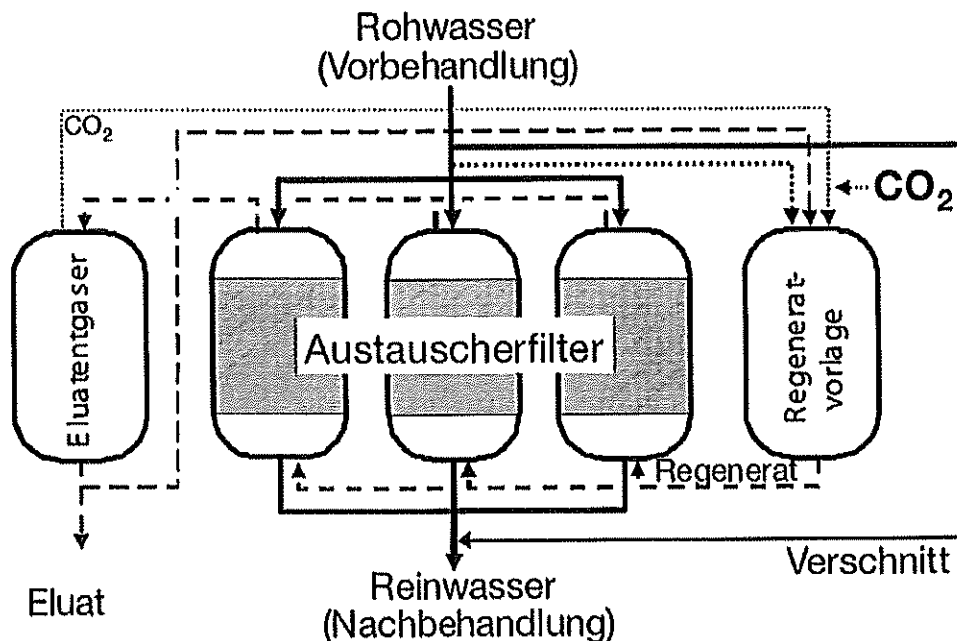 Rohwasser
(Vorbehandlung)
CO₂
CO₂
Eluatentgaser
Austauscherfilter
Regenerat-
vorlage
Regenerat
Verschnitt
Eluat
Reinwasser
(Nachbehandlung)